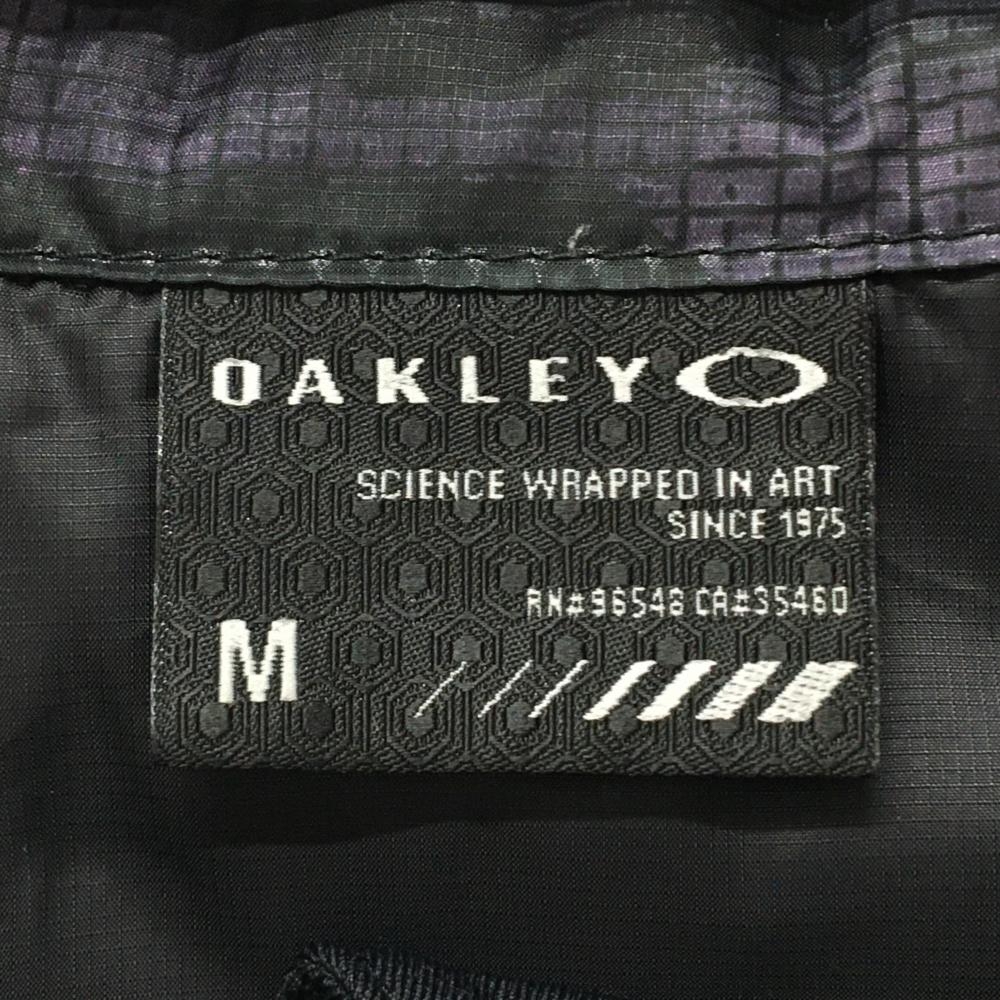 OAKLEY
SCIENCE WRAPPED IN ART
SINCE 1975
RN#96548 CA#35460
M